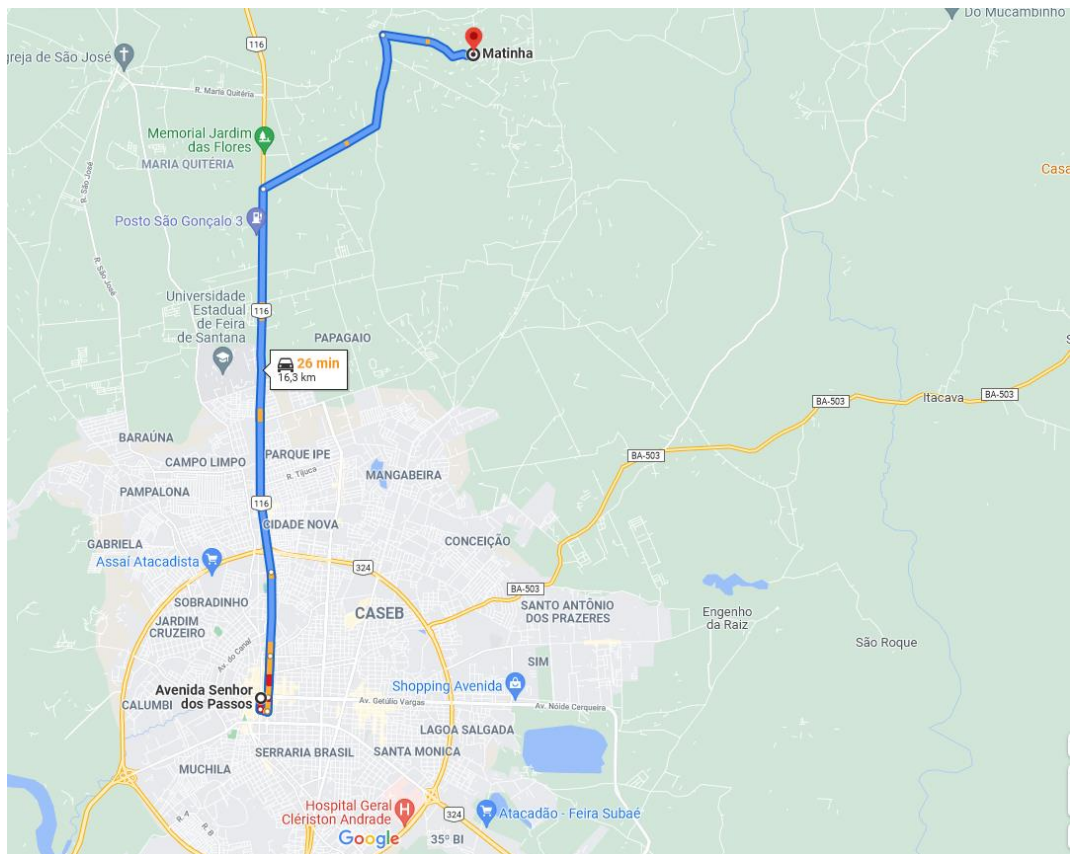 Do Mucambinho
116
greja de São José
Matinha
R. Maria Quitéria
Memorial Jardim
das Flores
MARIA QUITÉRIA
Casa
R. São José
Posto São Gonçalo 3
R. São José
Universidade
Estadual
de Feira
de Santana
116
PAPAGAIO
26 min
16,3 km
BA-503
Itacava
BA-503
BARAÚNA
CAMPO LIMPO
PARQUE IPE
R. Tijuca
MANGABEIRA
BA-503
PAMPALONA
116
CIDADE NOVA
GABRIELA
CONCEIÇÃO
Assaí Atacadista
324
BA-503
SOBRADINHO
CASEB
SANTO ANTÔNIO
DOS PRAZERES
Engenho
da Raiz
JARDIM
CRUZEIRO
São Roque
Av. do Canal
SIM
Avenida Senhor
dos Passos
Shopping Avenida
CALUMBI
Av. Getúlio Vargas
Av. Nóide Cerqueira
LAGOA SALGADA
SERRARIA BRASIL
SANTA MONICA
MUCHILA
Hospital Geral
Clériston Andrade
R. A
R. B
324
Atacadão - Feira Subaé
Google
35º BI